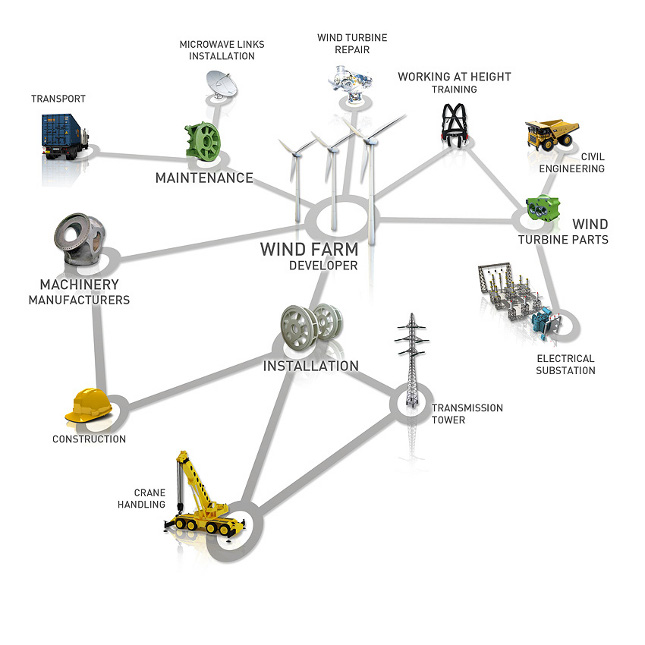 MICROWAVE LINKS
INSTALLATION
WIND TURBINE
REPAIR
WORKING AT HEIGHT
TRAINING
TRANSPORT
CIVIL
ENGINEERING
MAINTENANCE
WIND
TURBINE PARTS
WIND FARM
DEVELOPER
MACHINERY
MANUFACTURERS
INSTALLATION
ELECTRICAL
SUBSTATION
TRANSMISSION
TOWER
CONSTRUCTION
CRANE
HANDLING